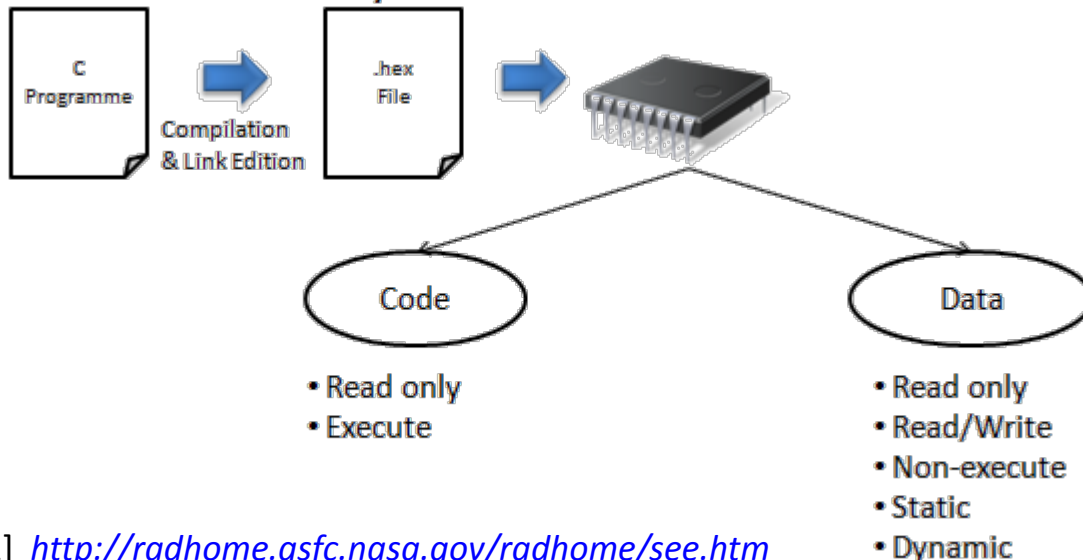 C
Programme
Compilation
& Link Edition
.hex
File
Code
• Read only
• Execute
Data
• Read only
• Read/Write
• Non-execute
• Static
• Dynamic
] http://radhome.gsfc.nasa.gov/radhome/see.htm